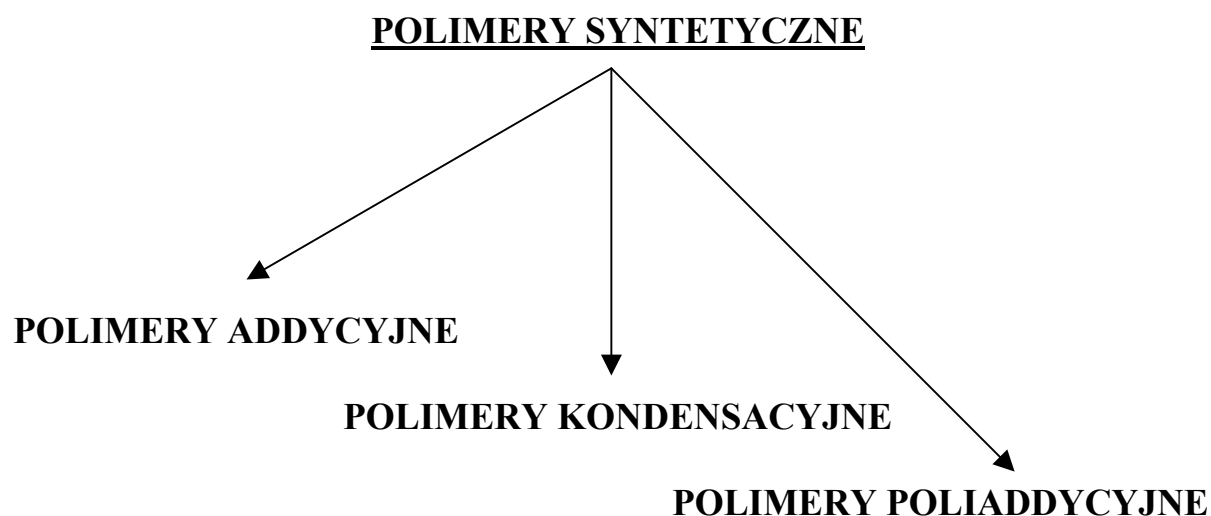 POLIMERY SYNTETYCZNE
POLIMERY ADDYCYJNE
POLIMERY KONDENSACYJNE
POLIMERY POLIADDYCYJNE